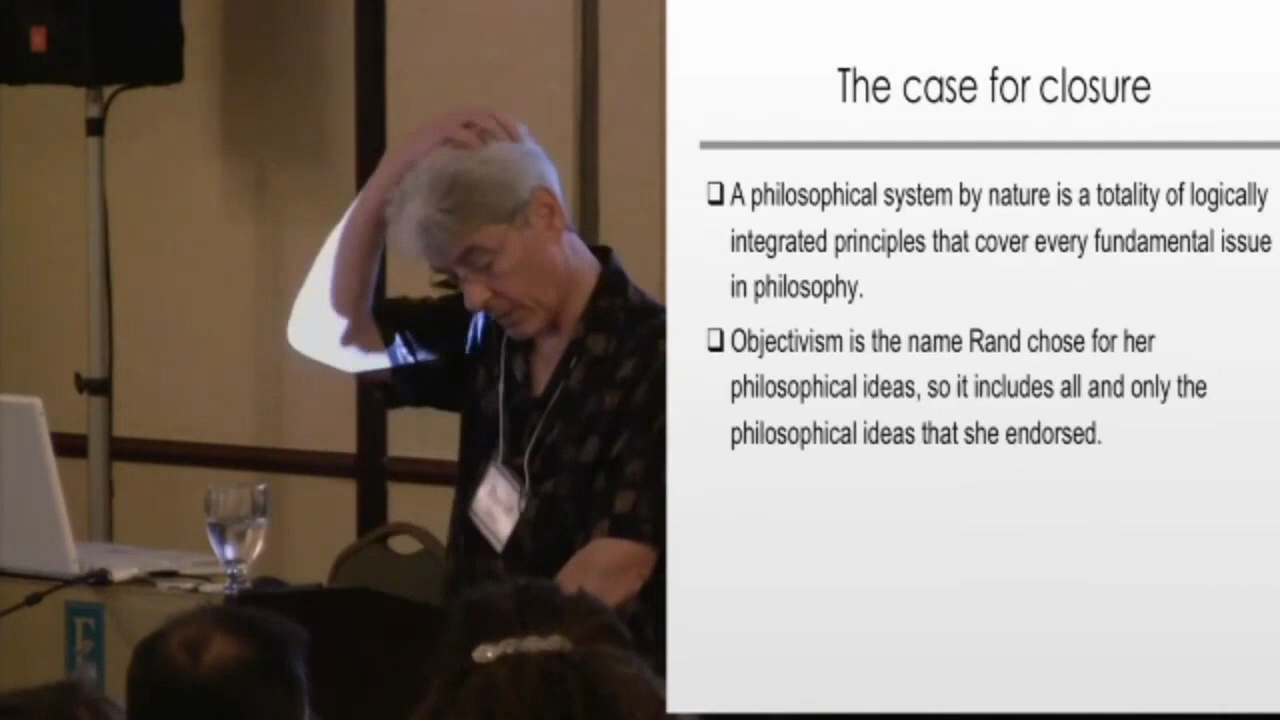 The case for closure
❑ A philosophical system by nature is a totality of logically
integrated principles that cover every fundamental issue
in philosophy.
❑ Objectivism is the name Rand chose for her
philosophical ideas, so it includes all and only the
philosophical ideas that she endorsed.